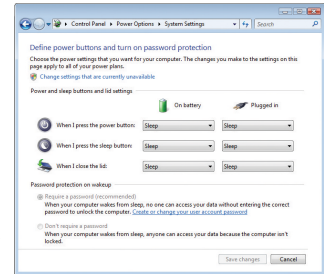 Control Panel ▸ Power Options ▸ System Settings
Search
Define power buttons and turn on password protection
Choose the power settings that you want for your computer. The changes you make to the settings on this
page apply to all of your power plans.
Change settings that are currently unavailable
Power and sleep buttons and lid settings
On battery Plugged in
When I press the power button: Sleep Sleep
When I press the sleep button: Sleep Sleep
When I close the lid: Sleep Sleep
Password protection on wakeup
Require a password (recommended)
When your computer wakes from sleep, no one can access your data without entering the correct
password to unlock the computer. Create or change your user account password
Don't require a password
When your computer wakes from sleep, anyone can access your data because the computer isn't
locked.
Save changes Cancel